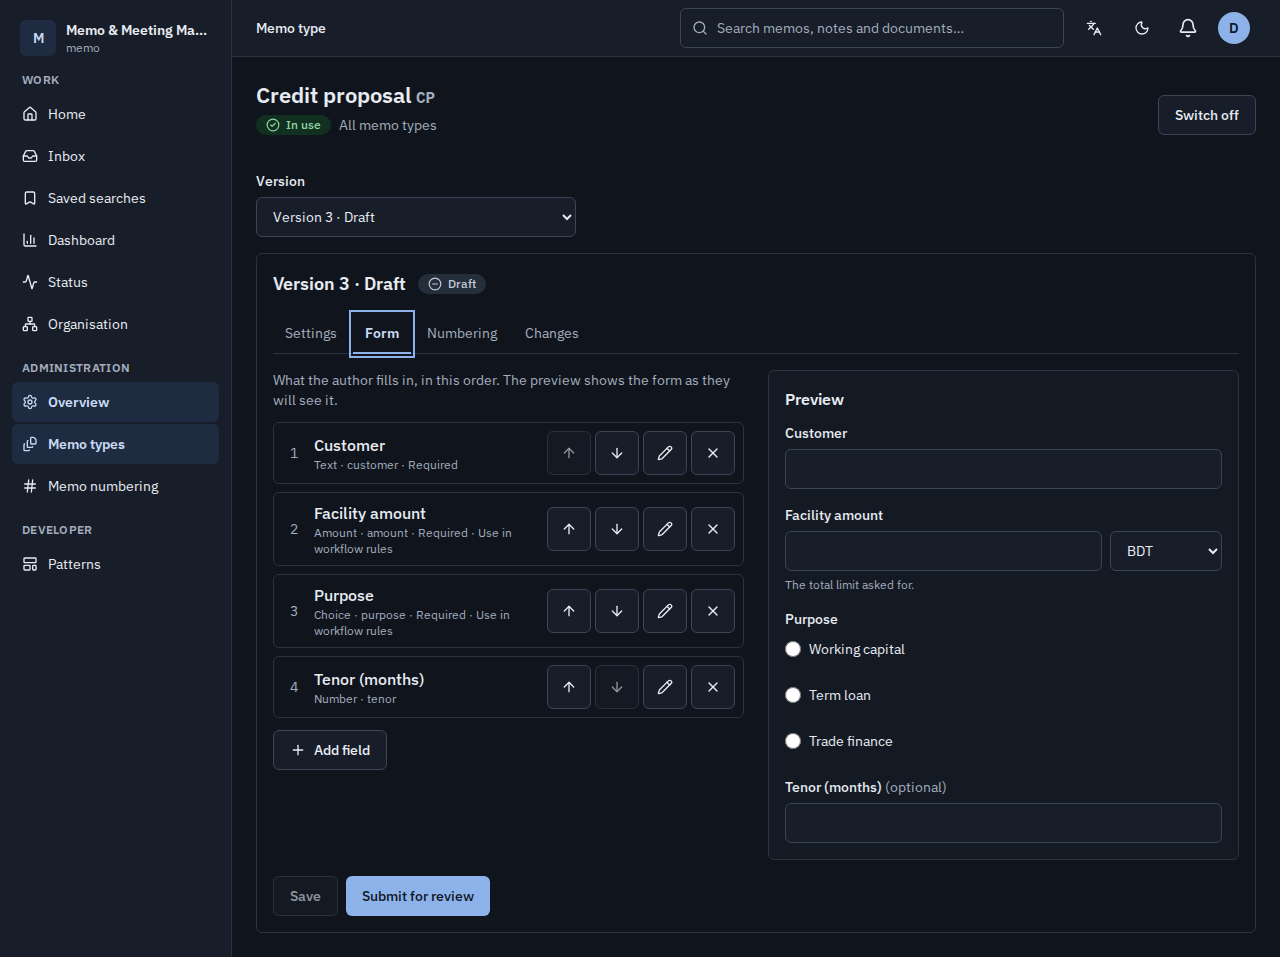 M
Memo & Meeting Ma...
memo
WORK
Home
Inbox
Saved searches
Dashboard
Status
Organisation
ADMINISTRATION
Overview
Memo types
Memo numbering
DEVELOPER
Patterns
Memo type
Search memos, notes and documents...
D
Credit proposal CP
In use
All memo types
Switch off
Version
Version 3 · Draft
Version 3 · Draft
Draft
Settings
Form
Numbering
Changes
What the author fills in, in this order. The preview shows the form as they
will see it.
1
Customer
Text · customer · Required
2
Facility amount
Amount · amount · Required · Use in
workflow rules
3
Purpose
Choice · purpose · Required · Use in
workflow rules
4
Tenor (months)
Number · tenor
Add field
Preview
Customer
Facility amount
BDT
The total limit asked for.
Purpose
Working capital
Term loan
Trade finance
Tenor (months) (optional)
Save
Submit for review